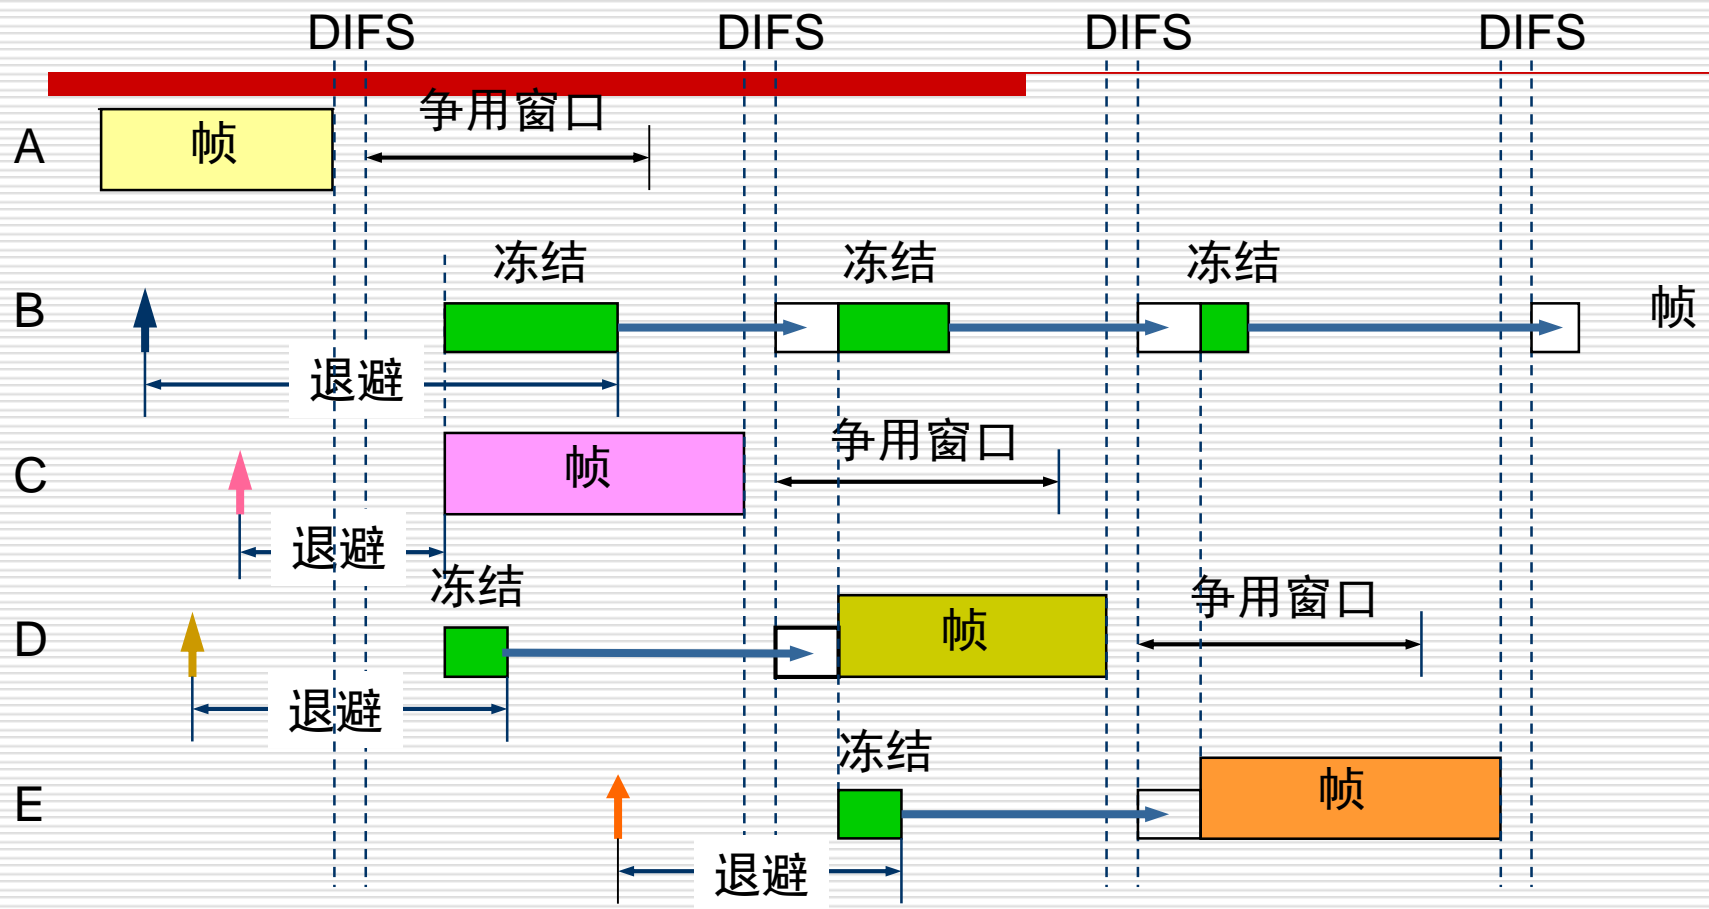 DIFS DIFS DIFS DIFS
争用窗口
A 帧
冻结 冻结 冻结
B 帧
退避
争用窗口
C 帧
退避
冻结 争用窗口
D 帧
退避
冻结
E 帧
退避